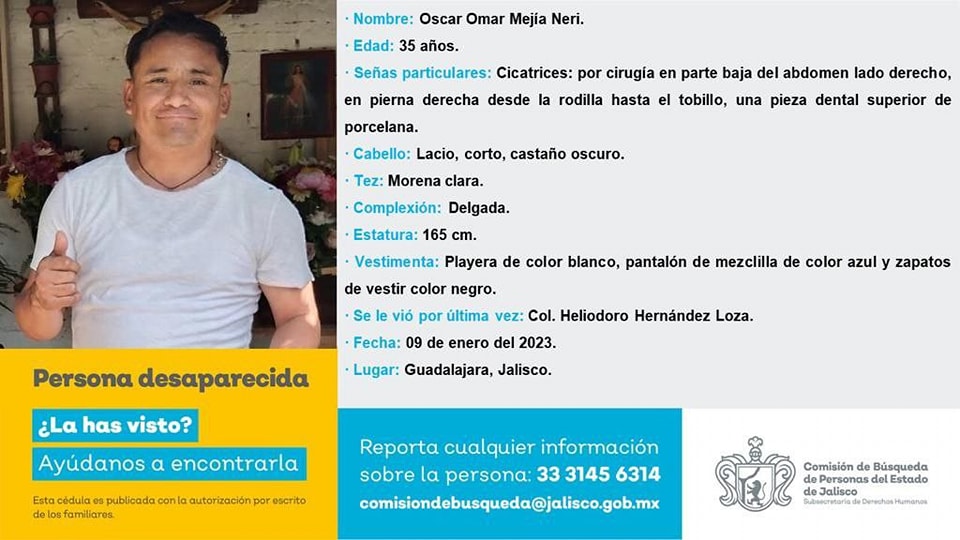 · Nombre: Oscar Omar Mejía Neri.
· Edad: 35 años.
· Señas particulares: Cicatrices: por cirugía en parte baja del abdomen lado derecho,
en pierna derecha desde la rodilla hasta el tobillo, una pieza dental superior de
porcelana.
· Cabello: Lacio, corto, castaño oscuro.
· Tez: Morena clara.
· Complexión: Delgada.
· Estatura: 165 cm.
· Vestimenta: Playera de color blanco, pantalón de mezclilla de color azul y zapatos
de vestir color negro.
· Se le vió por última vez: Col. Heliodoro Hernández Loza.
· Fecha: 09 de enero del 2023.
· Lugar: Guadalajara, Jalisco.
Persona desaparecida
¿La has visto?
Ayúdanos a encontrarla
Esta cédula es publicada con la autorización por escrito
de los familiares.
Reporta cualquier información
sobre la persona: 33 3145 6314
comisiondebusqueda@jalisco.gob.mx
Comisión de Búsqueda
de Personas del Estado
de Jalisco
Subsecretaría de Derechos Humanos